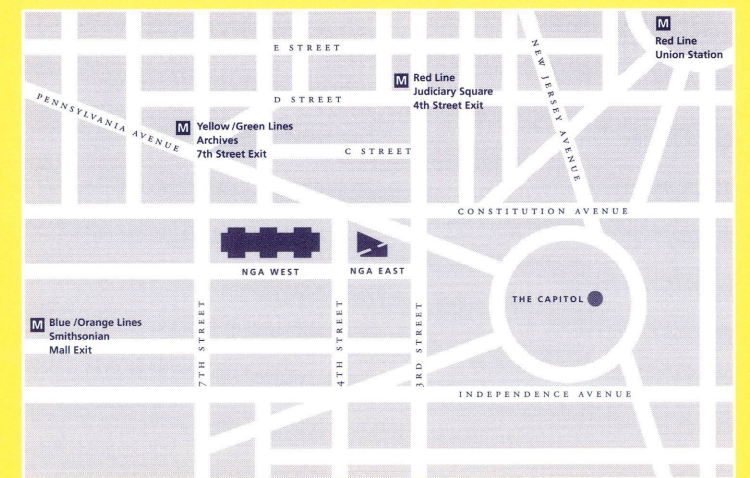 M
Red Line
Union Station
E STREET
NEW JERSEY AVENUE
M Red Line
Judiciary Square
4th Street Exit
D STREET
PENNSYLVANIA AVENUE
M Yellow /Green Lines
Archives
7th Street Exit
C STREET
CONSTITUTION AVENUE
NGA WEST
NGA EAST
THE CAPITOL
M Blue /Orange Lines
Smithsonian
Mall Exit
7TH STREET
4TH STREET
3RD STREET
INDEPENDENCE AVENUE